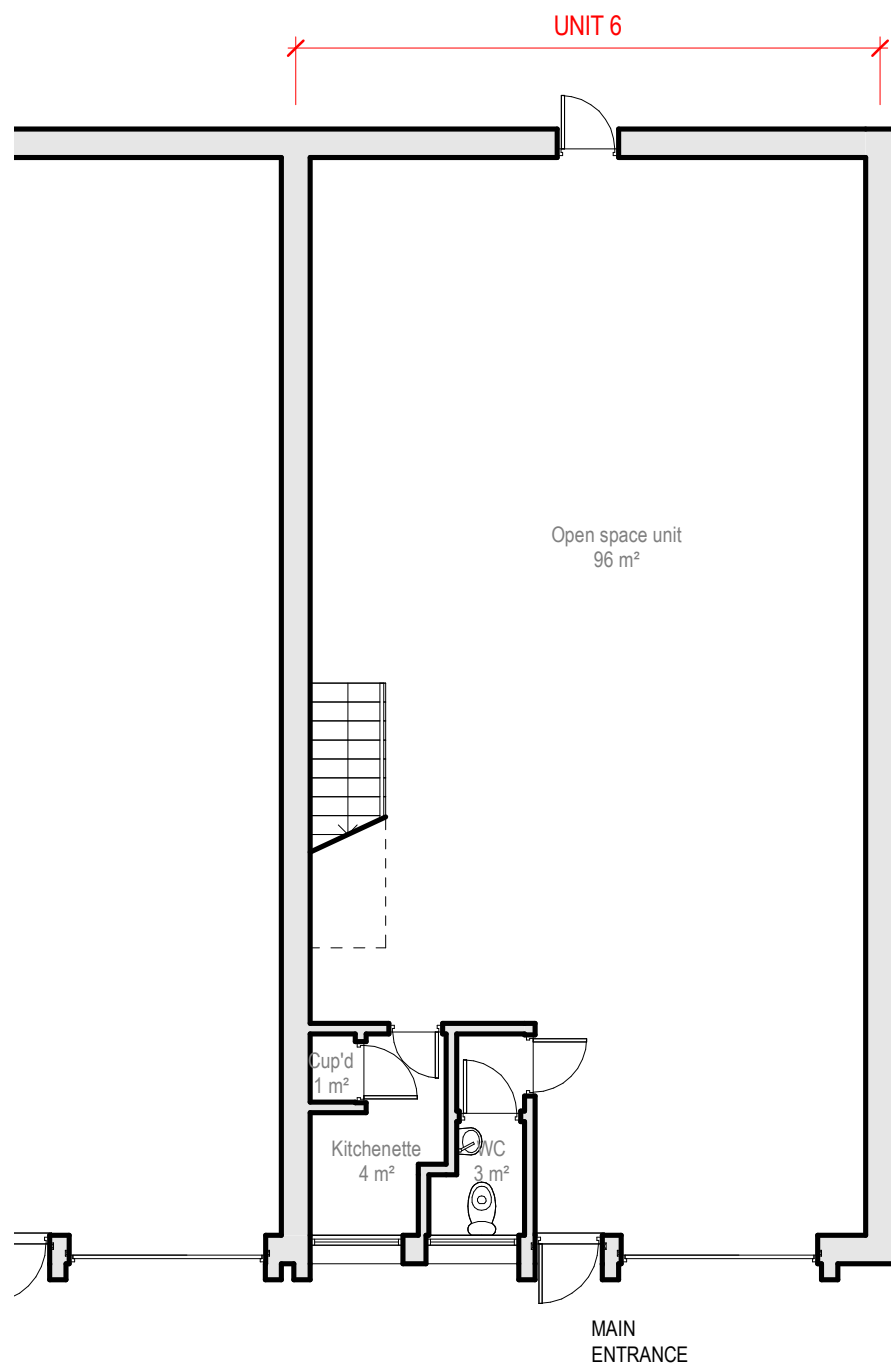 UNIT 6
Open space unit
96 m²
Cup'd
1 m²
Kitchenette
4 m²
WC
3 m²
MAIN
ENTRANCE